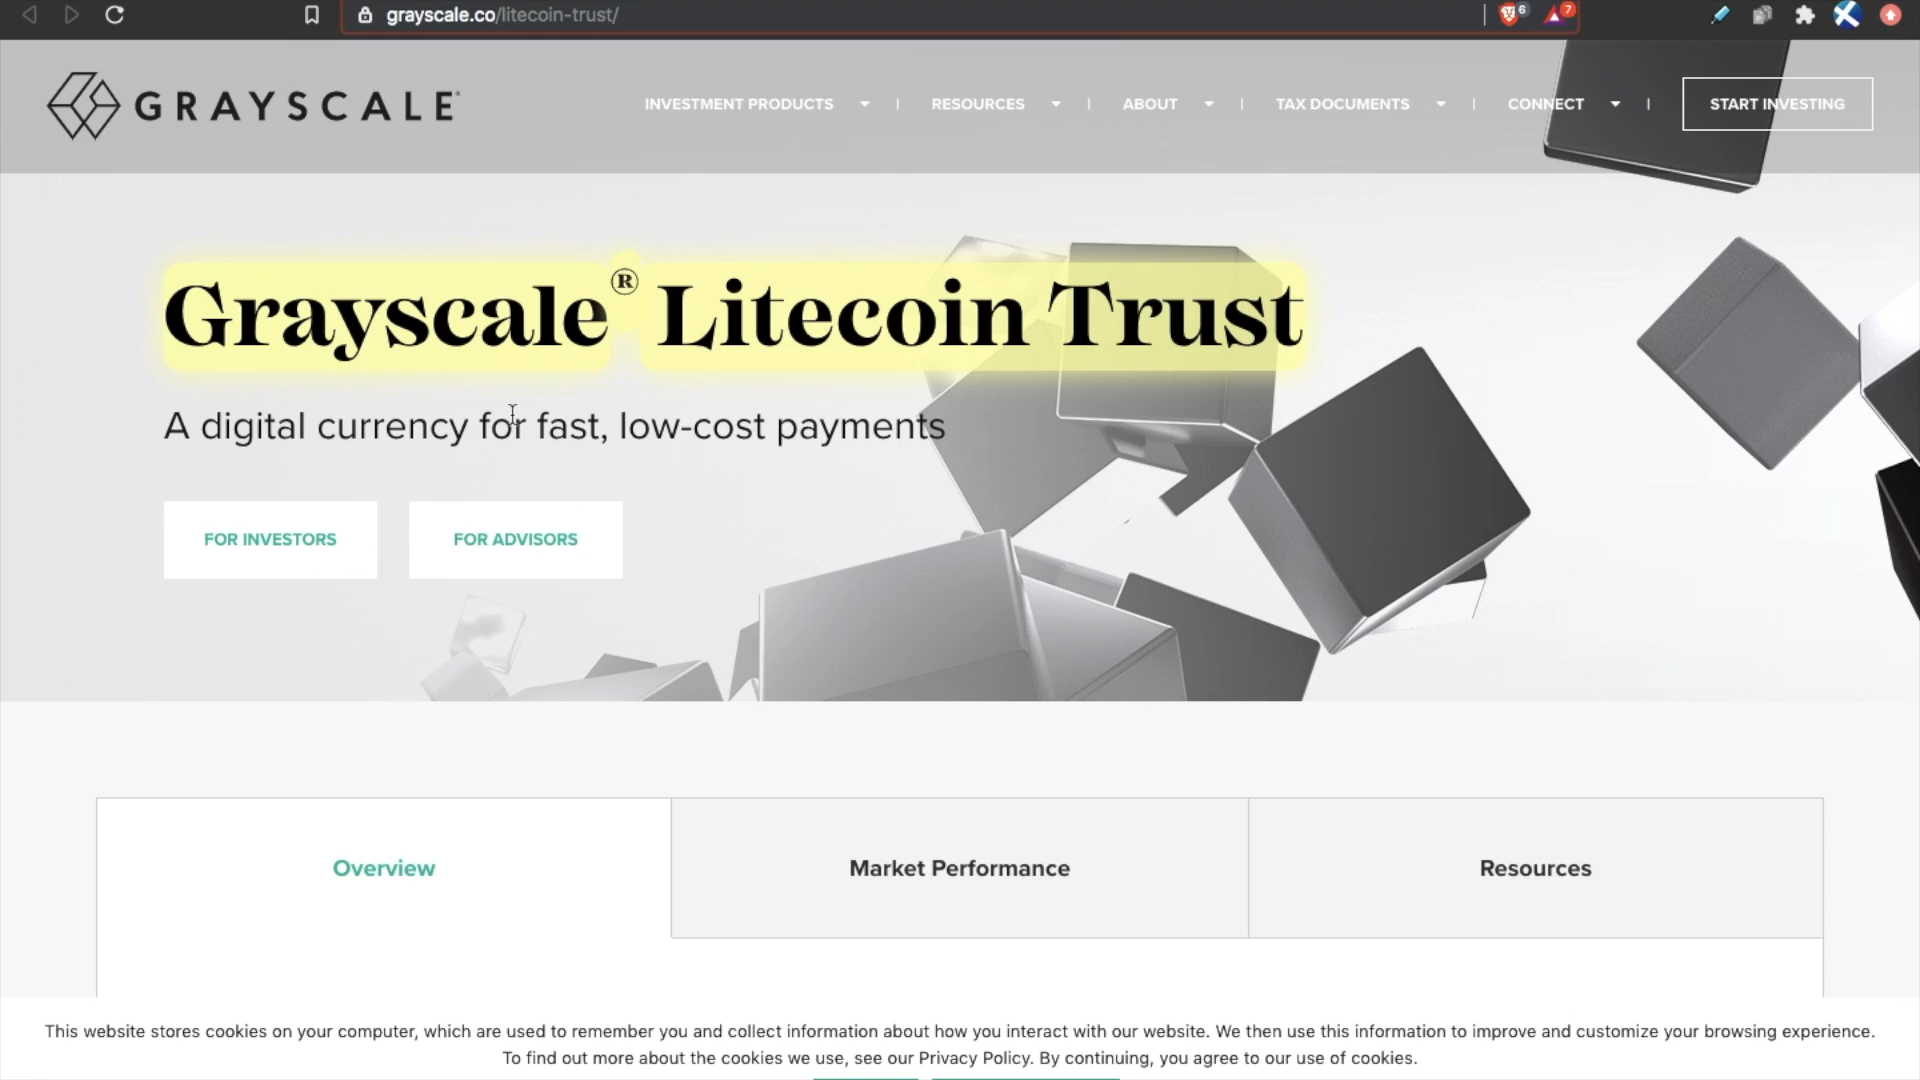 grayscale.co/litecoin-trust/
6
7
GRAYSCALE
INVESTMENT PRODUCTS
RESOURCES
ABOUT
TAX DOCUMENTS
CONNECT
START INVESTING
Grayscale® Litecoin Trust
A digital currency for fast, low-cost payments
FOR INVESTORS
FOR ADVISORS
Overview
Market Performance
Resources
This website stores cookies on your computer, which are used to remember you and collect information about how you interact with our website. We then use this information to improve and customize your browsing experience.
To find out more about the cookies we use, see our Privacy Policy. By continuing, you agree to our use of cookies.